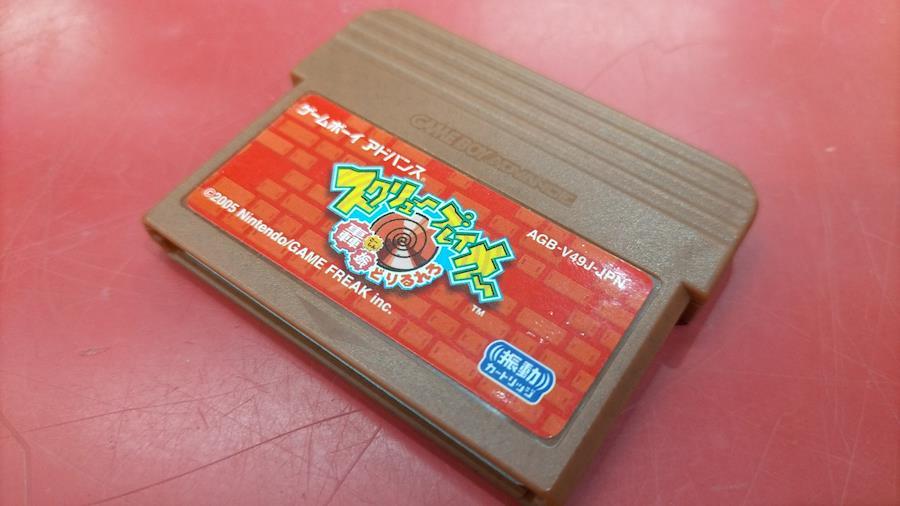 GAME BOY ADVANCE
ゲームボーイ アドバンス
スクリューブレイカー
轟振どりるれろ
TM
©2005 Nintendo/GAME FREAK inc.
AGB-V49J-JPN
振動
カートリッジ